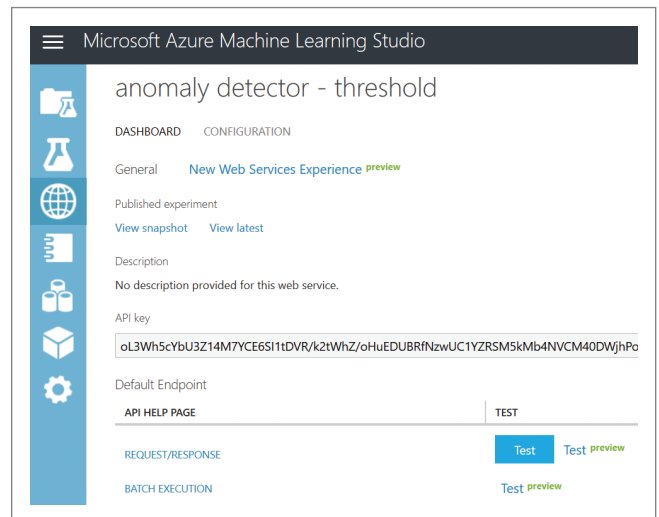 Microsoft Azure Machine Learning Studio
anomaly detector - threshold
DASHBOARD CONFIGURATION
General New Web Services Experience preview
Published experiment
View snapshot View latest
Description
No description provided for this web service.
API key
oL3Wh5cYbU3Z14M7YCE6SI1tDVR/k2tWhZ/oHuEDUBRfNzwUC1YZRSM5kMb4NVCM40DWjhPo
Default Endpoint
API HELP PAGE TEST
REQUEST/RESPONSE Test Test preview
BATCH EXECUTION Test preview